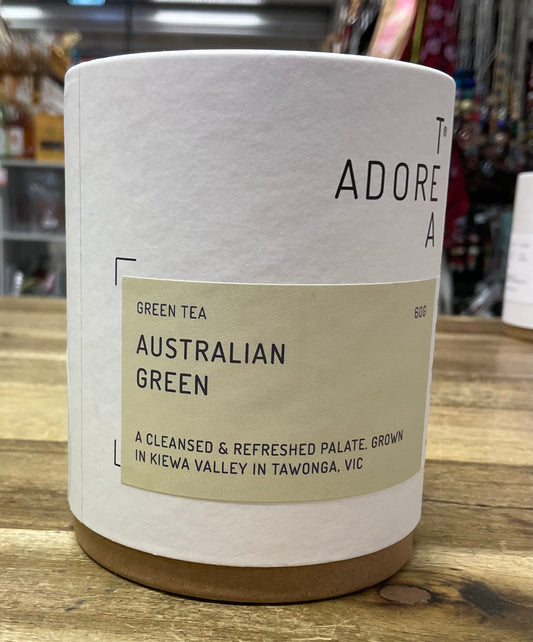 T®
ADORE
A
GREEN TEA 60G
AUSTRALIAN
GREEN
A CLEANSED & REFRESHED PALATE. GROWN
IN KIEWA VALLEY IN TAWONGA, VIC